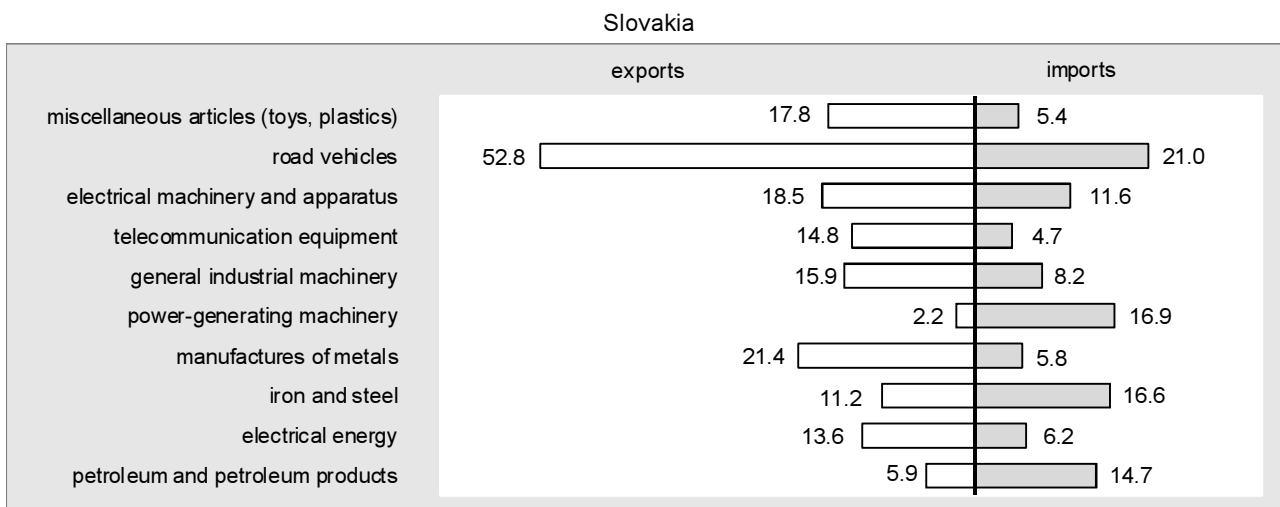 Slovakia
exports imports
miscellaneous articles (toys, plastics) 17.8 5.4
road vehicles 52.8 21.0
electrical machinery and apparatus 18.5 11.6
telecommunication equipment 14.8 4.7
general industrial machinery 15.9 8.2
power-generating machinery 2.2 16.9
manufactures of metals 21.4 5.8
iron and steel 11.2 16.6
electrical energy 13.6 6.2
petroleum and petroleum products 5.9 14.7